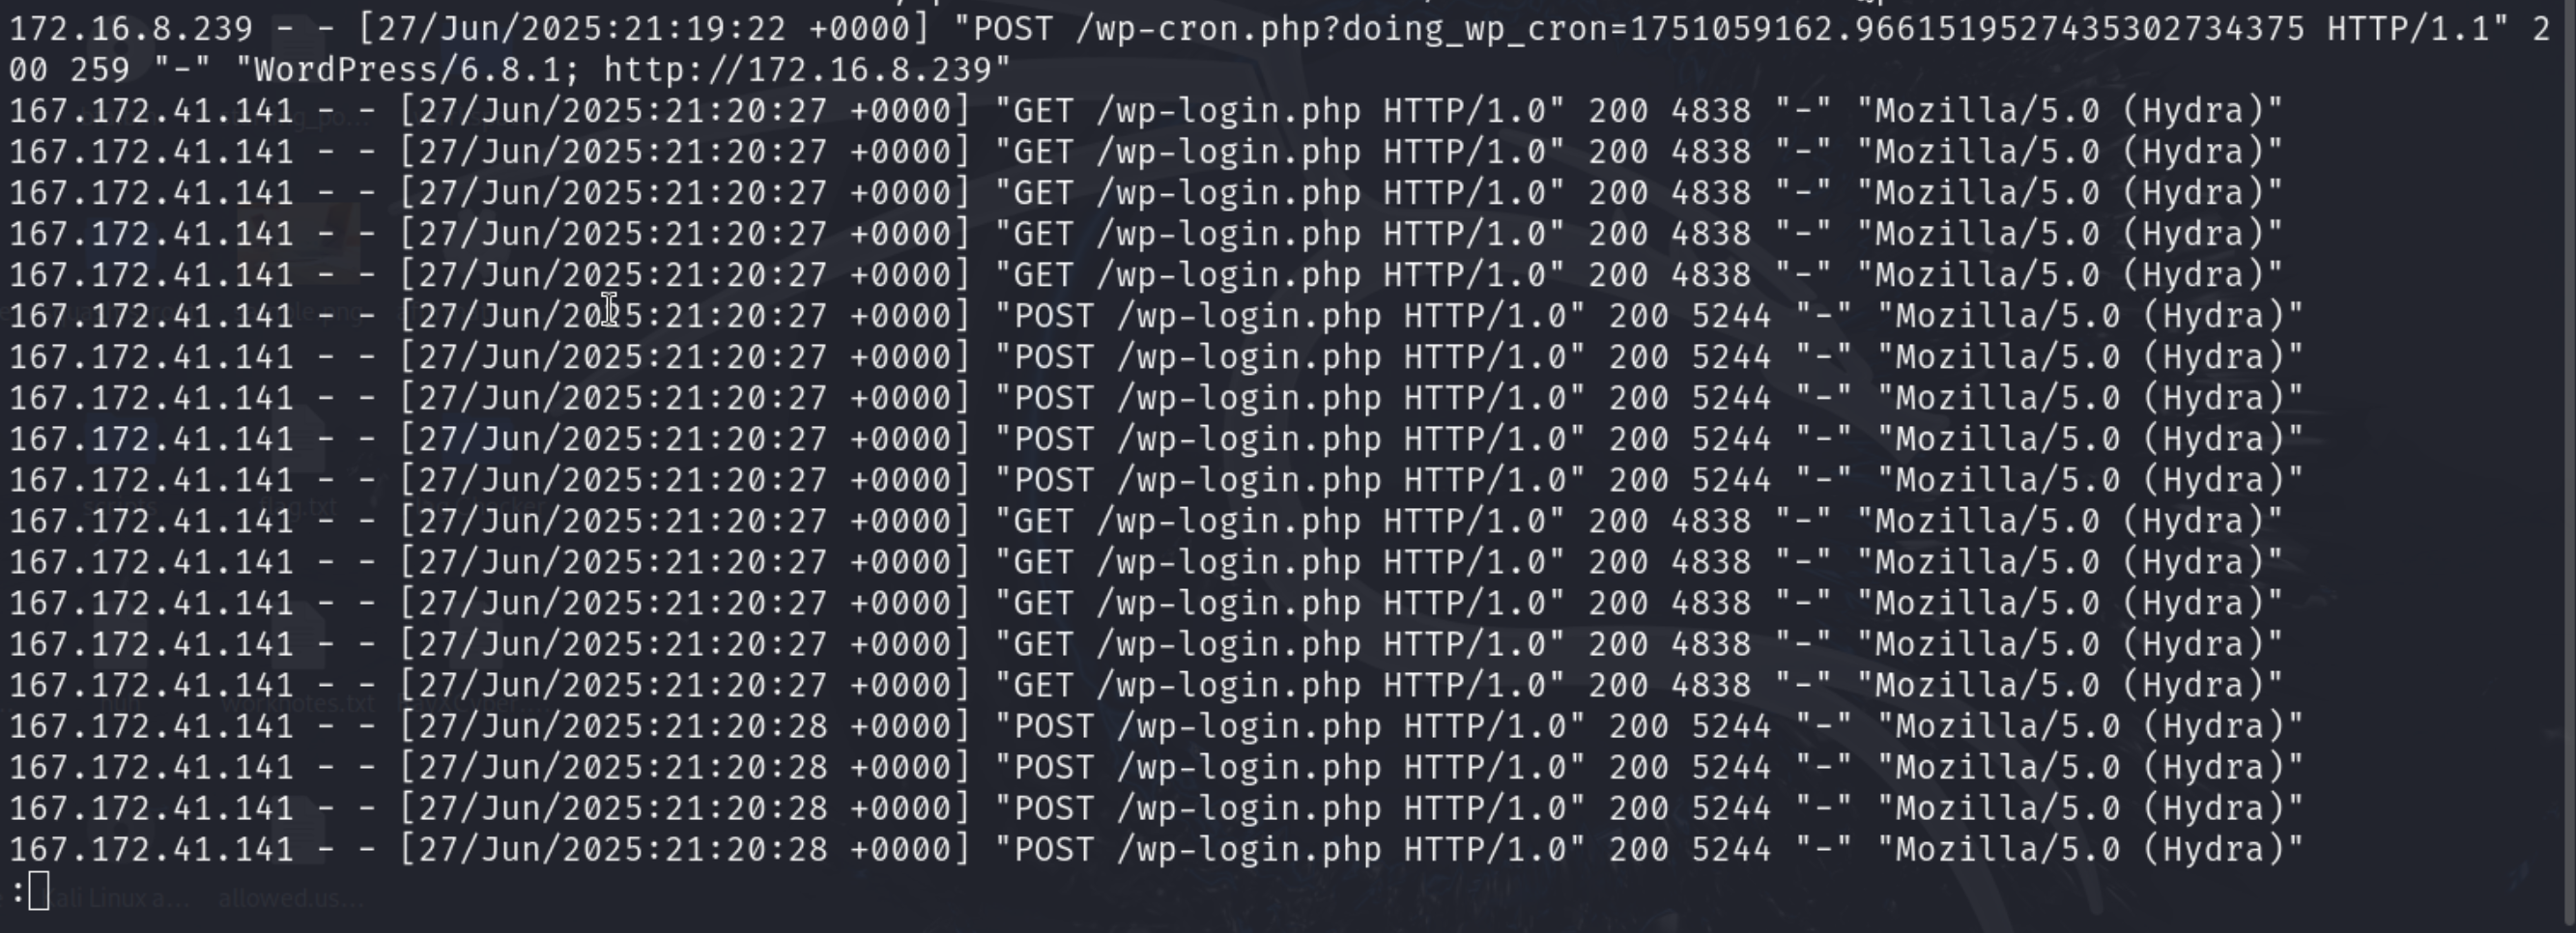 172.16.8.239 - - [27/Jun/2025:21:19:22 +0000] "POST /wp-cron.php?doing_wp_cron=1751059162.9661519527435302734375 HTTP/1.1" 2
00 259 "-" "WordPress/6.8.1; http://172.16.8.239"
167.172.41.141 - - [27/Jun/2025:21:20:27 +0000] "GET /wp-login.php HTTP/1.0" 200 4838 "-" "Mozilla/5.0 (Hydra)"
167.172.41.141 - - [27/Jun/2025:21:20:27 +0000] "GET /wp-login.php HTTP/1.0" 200 4838 "-" "Mozilla/5.0 (Hydra)"
167.172.41.141 - - [27/Jun/2025:21:20:27 +0000] "GET /wp-login.php HTTP/1.0" 200 4838 "-" "Mozilla/5.0 (Hydra)"
167.172.41.141 - - [27/Jun/2025:21:20:27 +0000] "GET /wp-login.php HTTP/1.0" 200 4838 "-" "Mozilla/5.0 (Hydra)"
167.172.41.141 - - [27/Jun/2025:21:20:27 +0000] "GET /wp-login.php HTTP/1.0" 200 4838 "-" "Mozilla/5.0 (Hydra)"
167.172.41.141 - - [27/Jun/2025:21:20:27 +0000] "POST /wp-login.php HTTP/1.0" 200 5244 "-" "Mozilla/5.0 (Hydra)"
167.172.41.141 - - [27/Jun/2025:21:20:27 +0000] "POST /wp-login.php HTTP/1.0" 200 5244 "-" "Mozilla/5.0 (Hydra)"
167.172.41.141 - - [27/Jun/2025:21:20:27 +0000] "POST /wp-login.php HTTP/1.0" 200 5244 "-" "Mozilla/5.0 (Hydra)"
167.172.41.141 - - [27/Jun/2025:21:20:27 +0000] "POST /wp-login.php HTTP/1.0" 200 5244 "-" "Mozilla/5.0 (Hydra)"
167.172.41.141 - - [27/Jun/2025:21:20:27 +0000] "POST /wp-login.php HTTP/1.0" 200 5244 "-" "Mozilla/5.0 (Hydra)"
167.172.41.141 - - [27/Jun/2025:21:20:27 +0000] "GET /wp-login.php HTTP/1.0" 200 4838 "-" "Mozilla/5.0 (Hydra)"
167.172.41.141 - - [27/Jun/2025:21:20:27 +0000] "GET /wp-login.php HTTP/1.0" 200 4838 "-" "Mozilla/5.0 (Hydra)"
167.172.41.141 - - [27/Jun/2025:21:20:27 +0000] "GET /wp-login.php HTTP/1.0" 200 4838 "-" "Mozilla/5.0 (Hydra)"
167.172.41.141 - - [27/Jun/2025:21:20:27 +0000] "GET /wp-login.php HTTP/1.0" 200 4838 "-" "Mozilla/5.0 (Hydra)"
167.172.41.141 - - [27/Jun/2025:21:20:27 +0000] "GET /wp-login.php HTTP/1.0" 200 4838 "-" "Mozilla/5.0 (Hydra)"
167.172.41.141 - - [27/Jun/2025:21:20:28 +0000] "POST /wp-login.php HTTP/1.0" 200 5244 "-" "Mozilla/5.0 (Hydra)"
167.172.41.141 - - [27/Jun/2025:21:20:28 +0000] "POST /wp-login.php HTTP/1.0" 200 5244 "-" "Mozilla/5.0 (Hydra)"
167.172.41.141 - - [27/Jun/2025:21:20:28 +0000] "POST /wp-login.php HTTP/1.0" 200 5244 "-" "Mozilla/5.0 (Hydra)"
167.172.41.141 - - [27/Jun/2025:21:20:28 +0000] "POST /wp-login.php HTTP/1.0" 200 5244 "-" "Mozilla/5.0 (Hydra)"
:
allowed.us...